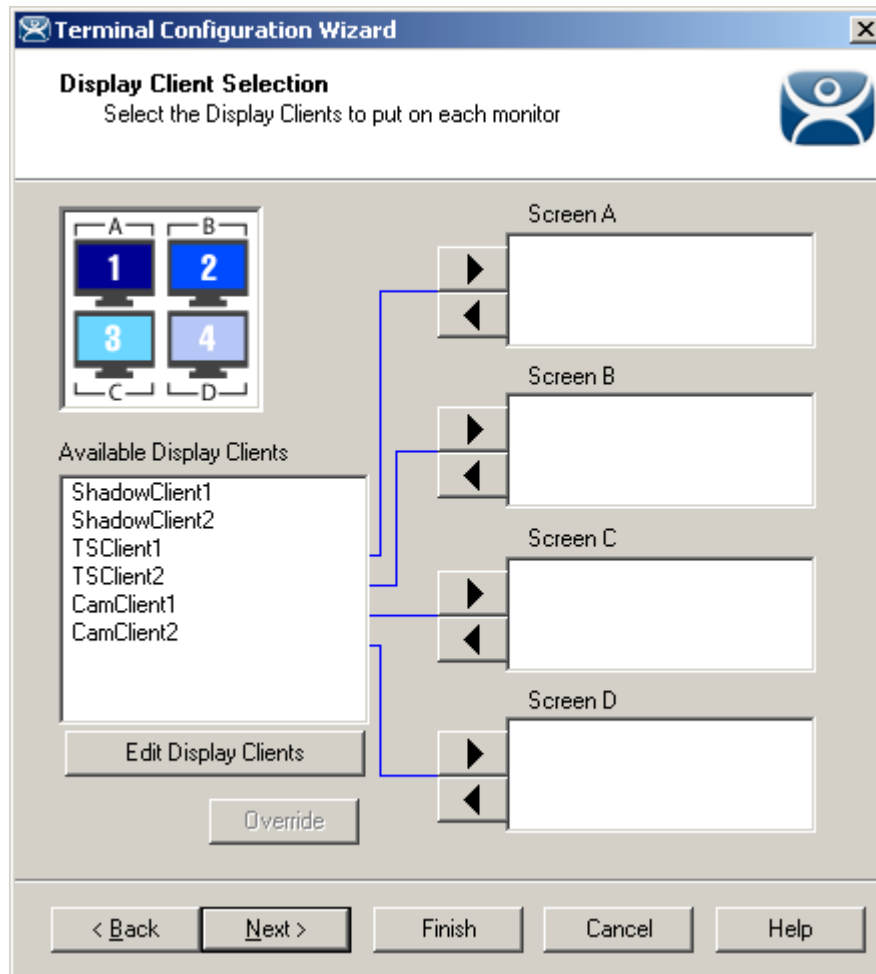 Terminal Configuration Wizard
Display Client Selection
Select the Display Clients to put on each monitor
A B
1 2
3 4
C D
Available Display Clients
ShadowClient1
ShadowClient2
TSClient1
TSClient2
CamClient1
CamClient2
Edit Display Clients
Override
Screen A
Screen B
Screen C
Screen D
< Back Next > Finish Cancel Help